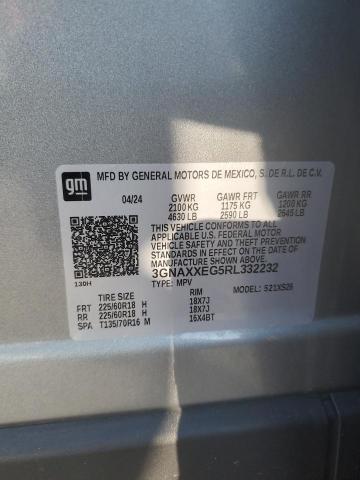 gm
MFD BY GENERAL MOTORS DE MEXICO, S. DE R.L. DE C.V.
04/24 GVWR GAWR FRT GAWR RR
2100 KG 1175 KG 1200 KG
4630 LB 2590 LB 2645 LB
THIS VEHICLE CONFORMS TO ALL APPLICABLE
U.S. FEDERAL MOTOR VEHICLE
SAFETY AND THEFT PREVENTION
STANDARDS IN EFFECT ON THE DATE OF
MANUFACTURE SHOWN ABOVE.
3GNAXXEG5RL332232
130H TYPE: MPV S21XS26
TIRE SIZE RIM
FRT 225/60R18 H 18X7J
RR 225/60R18 H 18X7J
SPA T135/70R16 M 16X4BT